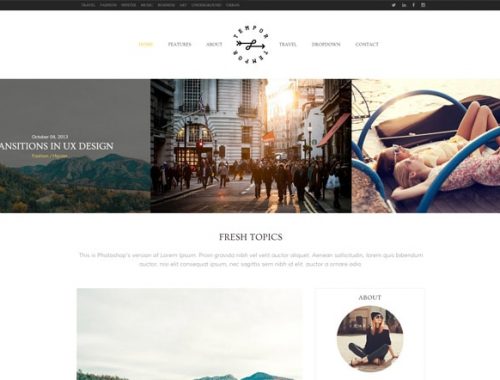 TRAVEL FASHION WINTER MUSIC BUSINESS ART UNDERGROUND URBAN
HOME FEATURES ABOUT TEMPOR TEMPOR TRAVEL DROPDOWN CONTACT
October 08, 2013
ANSITIONS IN UX DESIGN
Fashion / Hipster
FRESH TOPICS
This is Photoshop's version of Lorem Ipsum. Proin gravida nibh vel velit auctor aliquet. Aenean sollicitudin, lorem quis bibendum
auctor, nisi elit consequat ipsum, nec sagittis sem nibh id elit. auctor a ornare odio.
ABOUT